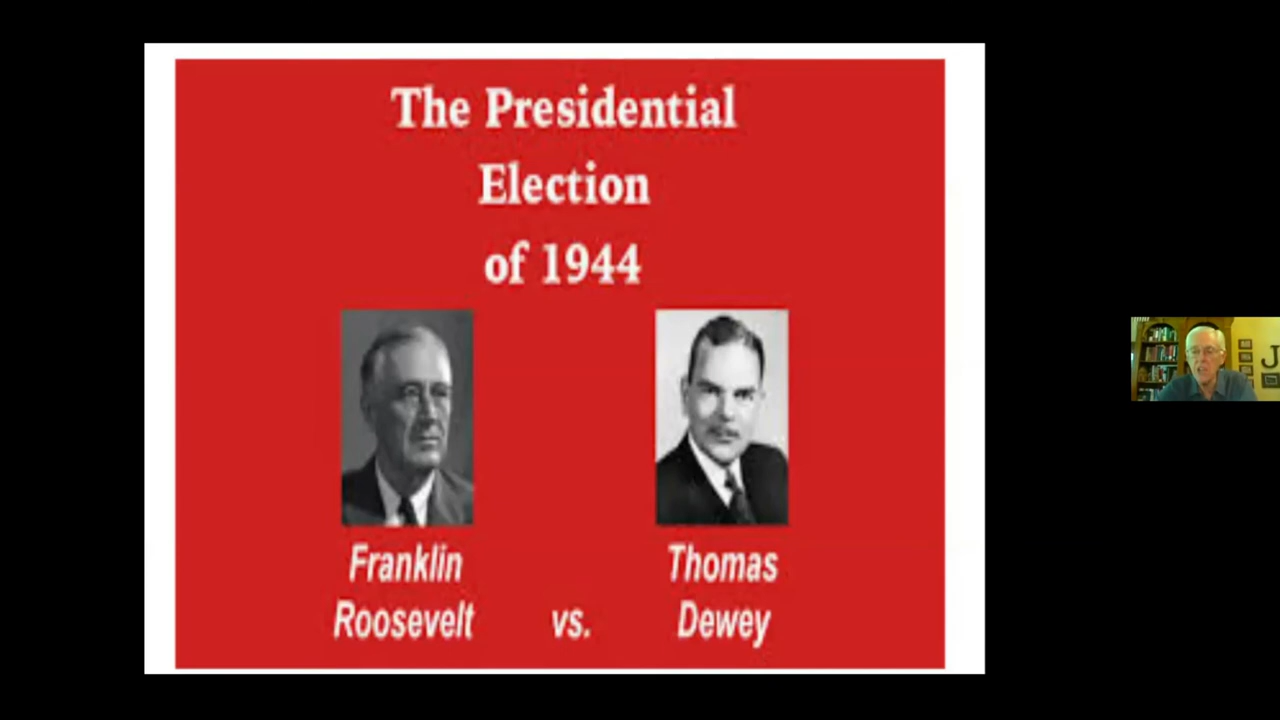 The Presidential
Election
of 1944
Franklin
Roosevelt
vs.
Thomas
Dewey
J